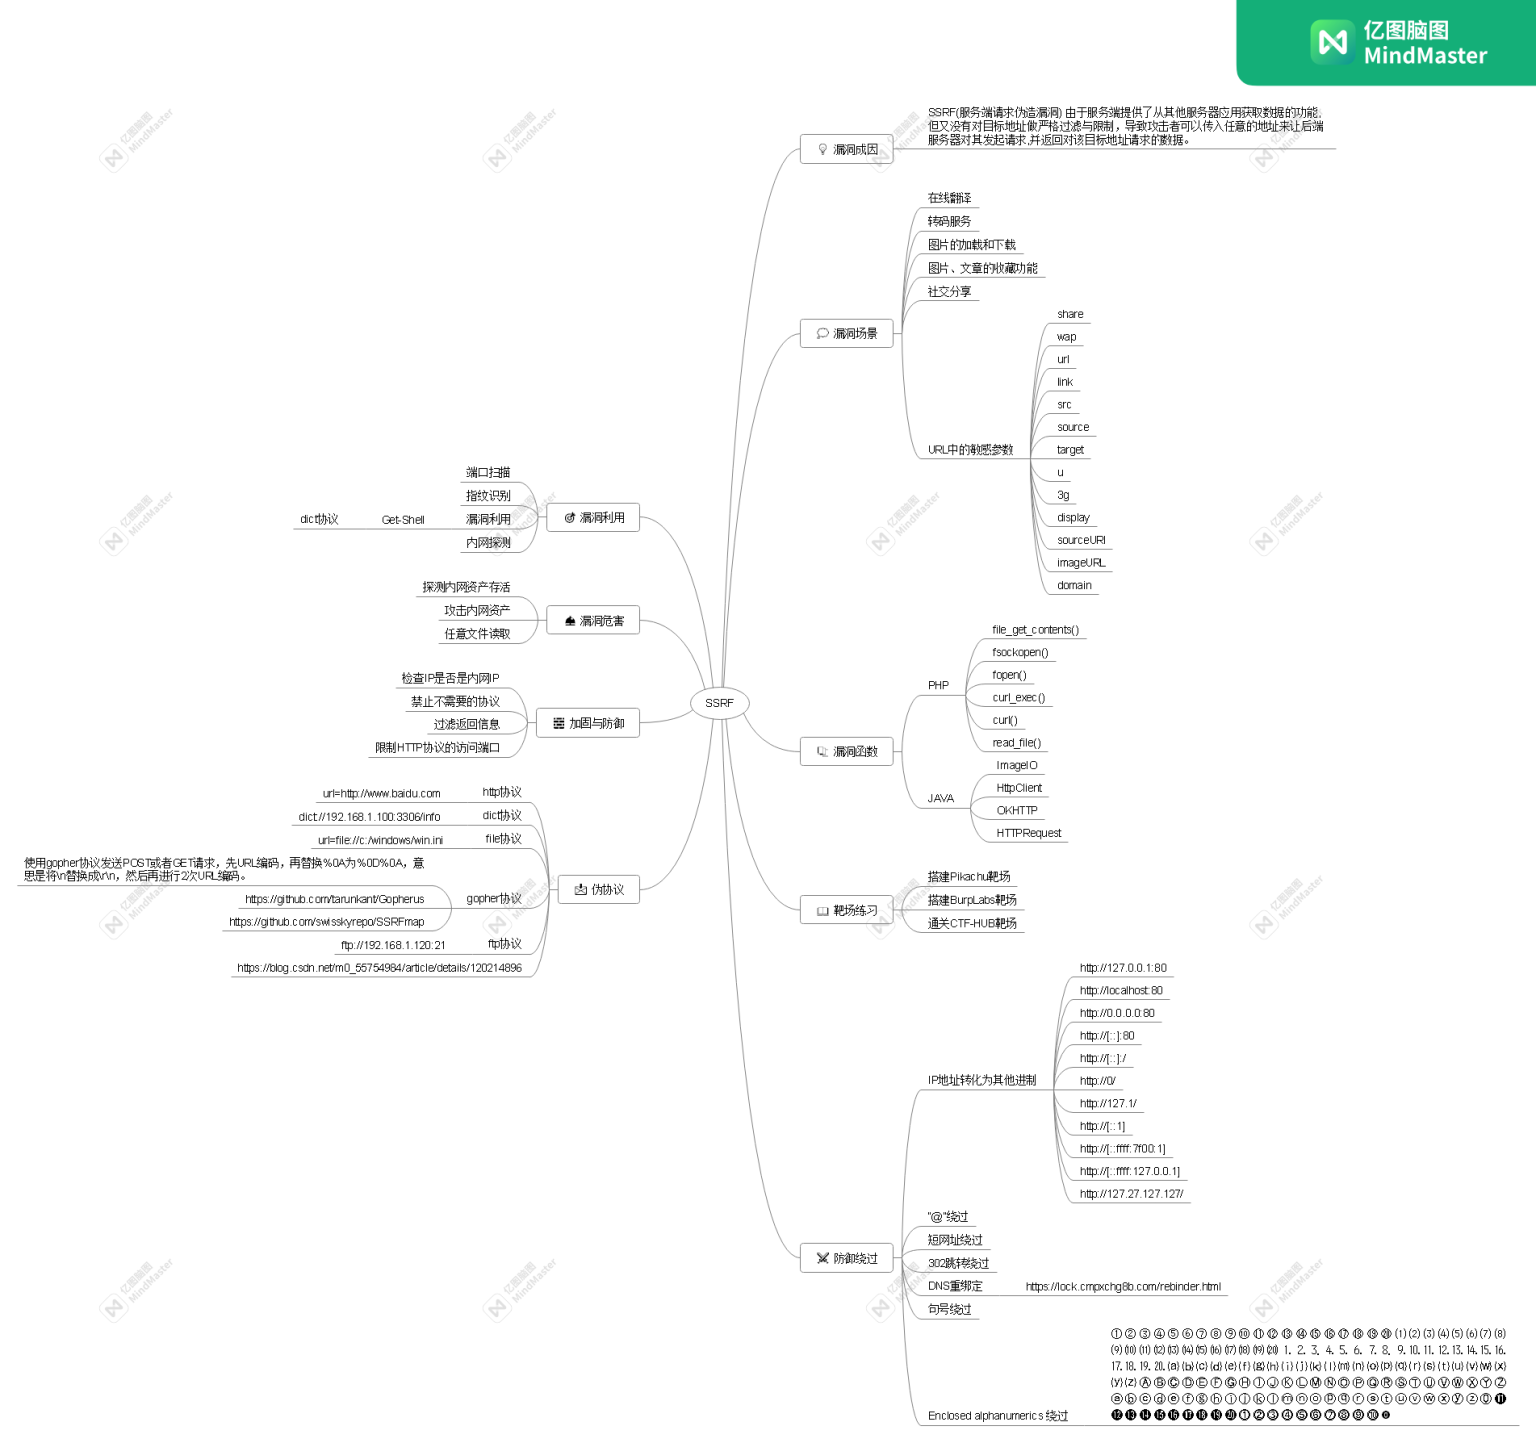 亿图脑图
MindMaster
SSRF
漏洞成因
SSRF(服务端请求伪造漏洞) 由于服务端提供了从其他服务器应用获取数据的功能,
但又没有对目标地址做严格过滤与限制，导致攻击者可以传入任意的地址来让后端
服务器对其发起请求,并返回对该目标地址请求的数据。
漏洞场景
在线翻译
转码服务
图片的加载和下载
图片、文章的收藏功能
社交分享
URL中的敏感参数
share
wap
url
link
src
source
target
u
3g
display
sourceURl
imageURL
domain
漏洞函数
PHP
file_get_contents()
fsockopen()
fopen()
curl_exec()
curl()
read_file()
JAVA
ImageIO
HttpClient
OKHTTP
HTTPRequest
靶场练习
搭建Pikachu靶场
搭建BurpLabs靶场
通关CTF-HUB靶场
防御绕过
IP地址转化为其他进制
http://127.0.0.1:80
http://localhost:80
http://0.0.0.0:80
http://[::]:80
http://[::]:/
http://0/
http://127.1/
http://[::1]
http://[::ffff:7f00:1]
http://[::ffff:127.0.0.1]
http://127.27.127.127/
"@"绕过
短网址绕过
302跳转绕过
DNS重绑定
https://lock.cmpxchg8b.com/rebinder.html
句号绕过
Enclosed alphanumerics 绕过
① ② ③ ④ ⑤ ⑥ ⑦ ⑧ ⑨ ⑩ ⑪ ⑫ ⑬ ⑭ ⑮ ⑯ ⑰ ⑱ ⑲ ⑳ ⑴ ⑵ ⑶ ⑷ ⑸ ⑹ ⑺ ⑻
⑼ ⑽ ⑾ ⑿ ⒀ ⒁ ⒂ ⒃ ⒄ ⒅ ⒆ ⒇ ⒈ ⒉ ⒊ ⒋ ⒌ ⒍ ⒎ ⒏ ⒐ ⒑ ⒒ ⒓ ⒔ ⒕ ⒖ ⒗
⒘ ⒙ ⒚ ⒛ ⒜ ⒝ ⒞ ⒟ ⒠ ⒡ ⒢ ⒣ ⒤ ⒥ ⒦ ⒧ ⒨ ⒩ ⒪ ⒫ ⒬ ⒭ ⒮ ⒯ ⒰ ⒱ ⒲ ⒳
⒴ ⒵ Ⓐ Ⓑ Ⓒ Ⓓ Ⓔ Ⓕ Ⓖ Ⓗ Ⓘ Ⓙ Ⓚ Ⓛ Ⓜ Ⓝ Ⓞ Ⓟ Ⓠ Ⓡ Ⓢ Ⓣ Ⓤ Ⓥ Ⓦ Ⓧ Ⓨ Ⓩ
ⓐ ⓑ ⓒ ⓓ ⓔ ⓕ ⓖ ⓗ ⓘ ⓙ ⓚ ⓛ ⓜ ⓝ ⓞ ⓟ ⓠ ⓡ ⓢ ⓣ ⓤ ⓥ ⓦ ⓧ ⓨ ⓩ ⓪ ⓫
⓬ ⓭ ⓮ ⓯ ⓰ ⓱ ⓲ ⓳ ⓴ ⓵ ⓶ ⓷ ⓸ ⓹ ⓺ ⓻ ⓼ ⓽ ⓾ ⓿
漏洞利用
端口扫描
指纹识别
漏洞利用
Get-Shell
dict协议
内网探测
漏洞危害
探测内网资产存活
攻击内网资产
任意文件读取
加固与防御
检查IP是否是内网IP
禁止不需要的协议
过滤返回信息
限制HTTP协议的访问端口
伪协议
http协议
url=http://www.baidu.com
dict协议
dict://192.168.1.100:3306/info
file协议
url=file://c:/windows/win.ini
gopher协议
使用gopher协议发送POST或者GET请求，先URL编码，再替换%0A为%0D%0A，意
思是将\n替换成\r\n，然后再进行2次URL编码。
https://github.com/tarunkant/Gopherus
https://github.com/swisskyrepo/SSRFmap
ftp协议
ftp://192.168.1.120:21
https://blog.csdn.net/m0_55754984/article/details/120214896